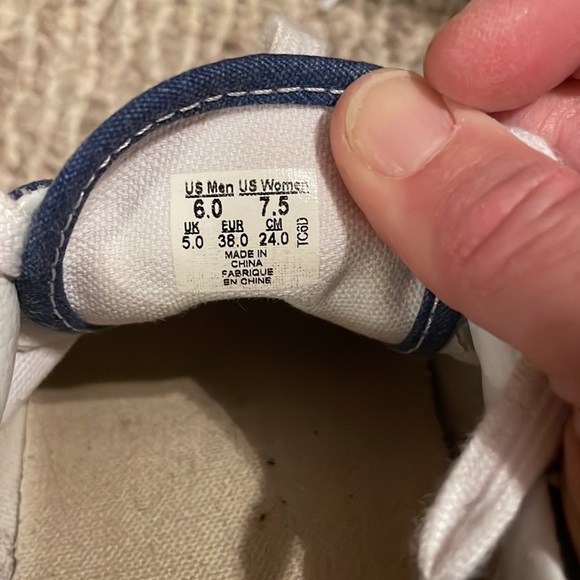 US Men US Women
6.0 7.5
UK EUR CM
5.0 38.0 24.0
TC6D
MADE IN
CHINA
FABRIQUE
EN CHINE